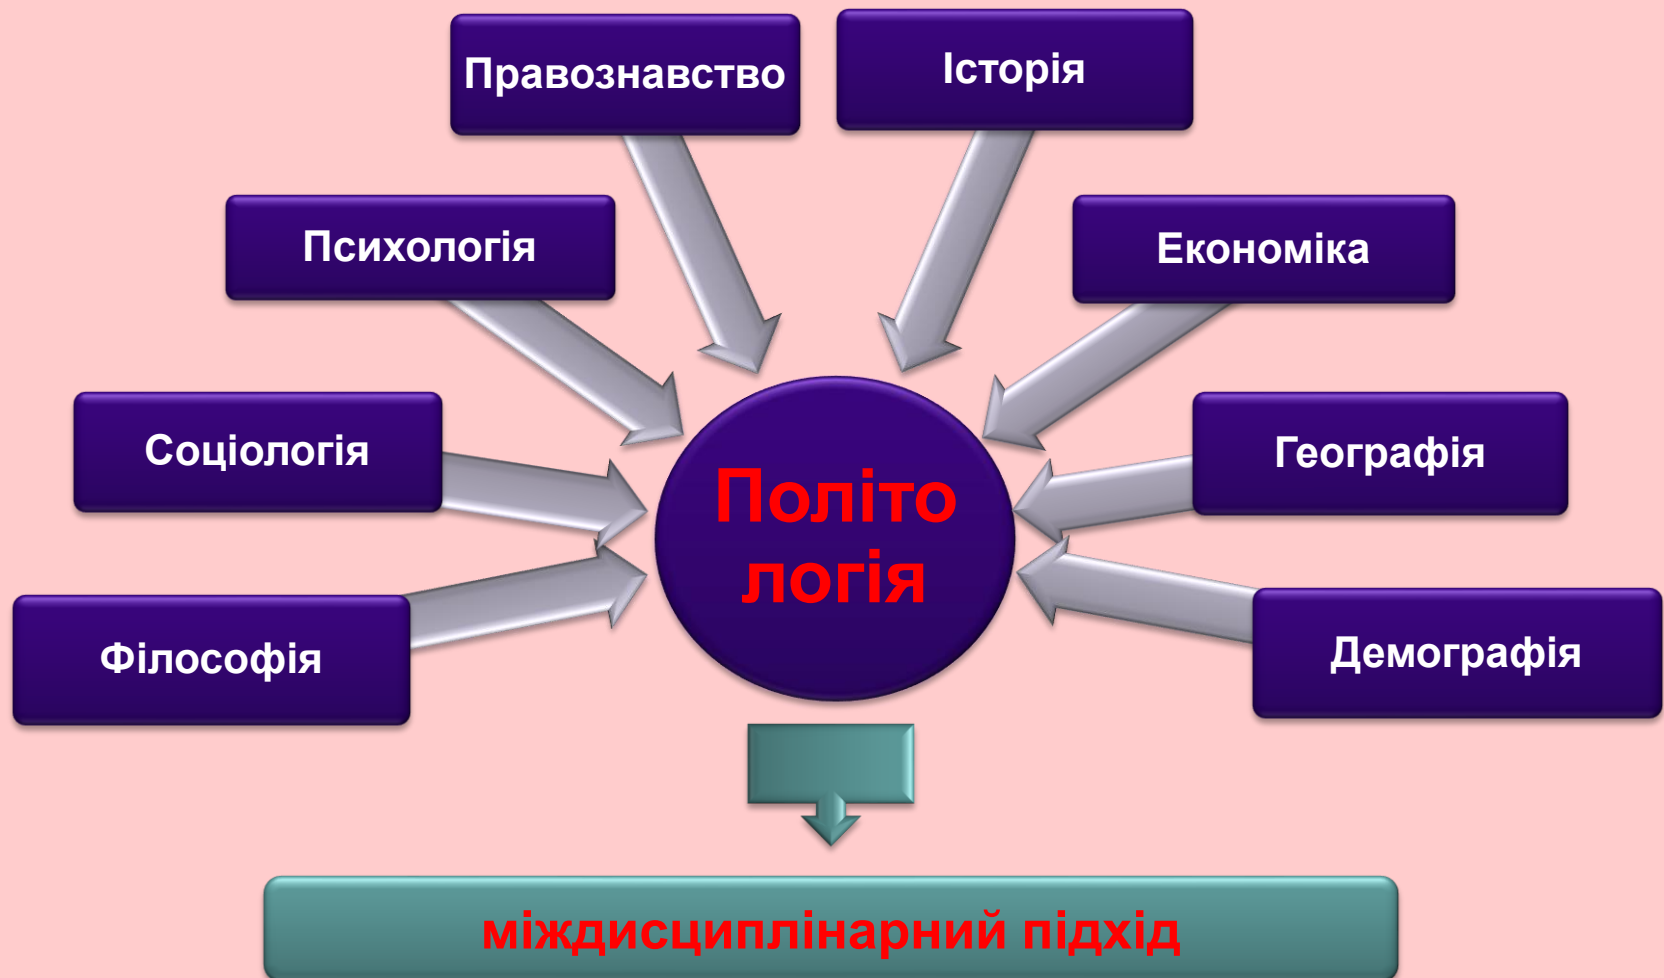 Правознавство
Історія
Психологія
Економіка
Соціологія
Географія
Політо
логія
Філософія
Демографія
міждисциплінарний підхід